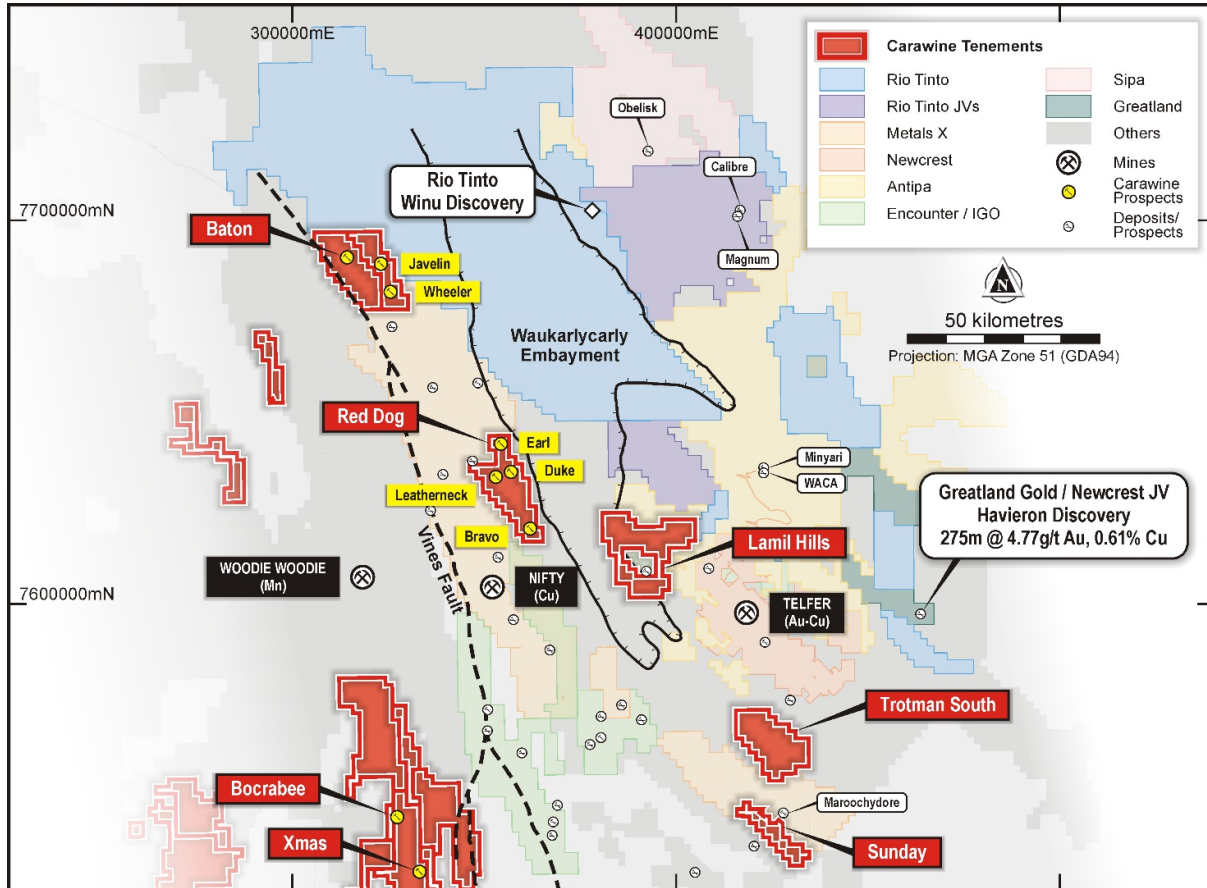 300000mE
400000mE
7700000mN
7600000mN
Carawine Tenements
Rio Tinto
Rio Tinto JVs
Metals X
Newcrest
Antipa
Encounter / IGO
Sipa
Greatland
Others
Mines
Carawine
Prospects
Deposits/
Prospects
N
50 kilometres
Projection: MGA Zone 51 (GDA94)
Obelisk
Calibre
Magnum
Rio Tinto
Winu Discovery
Baton
Javelin
Wheeler
Waukarlycarly
Embayment
Red Dog
Earl
Duke
Leatherneck
Bravo
Minyari
WACA
Greatland Gold / Newcrest JV
Havieron Discovery
275m @ 4.77g/t Au, 0.61% Cu
Lamil Hills
Vines Fault
WOODIE WOODIE
(Mn)
NIFTY
(Cu)
TELFER
(Au-Cu)
Trotman South
Bocrabee
Maroochydore
Xmas
Sunday